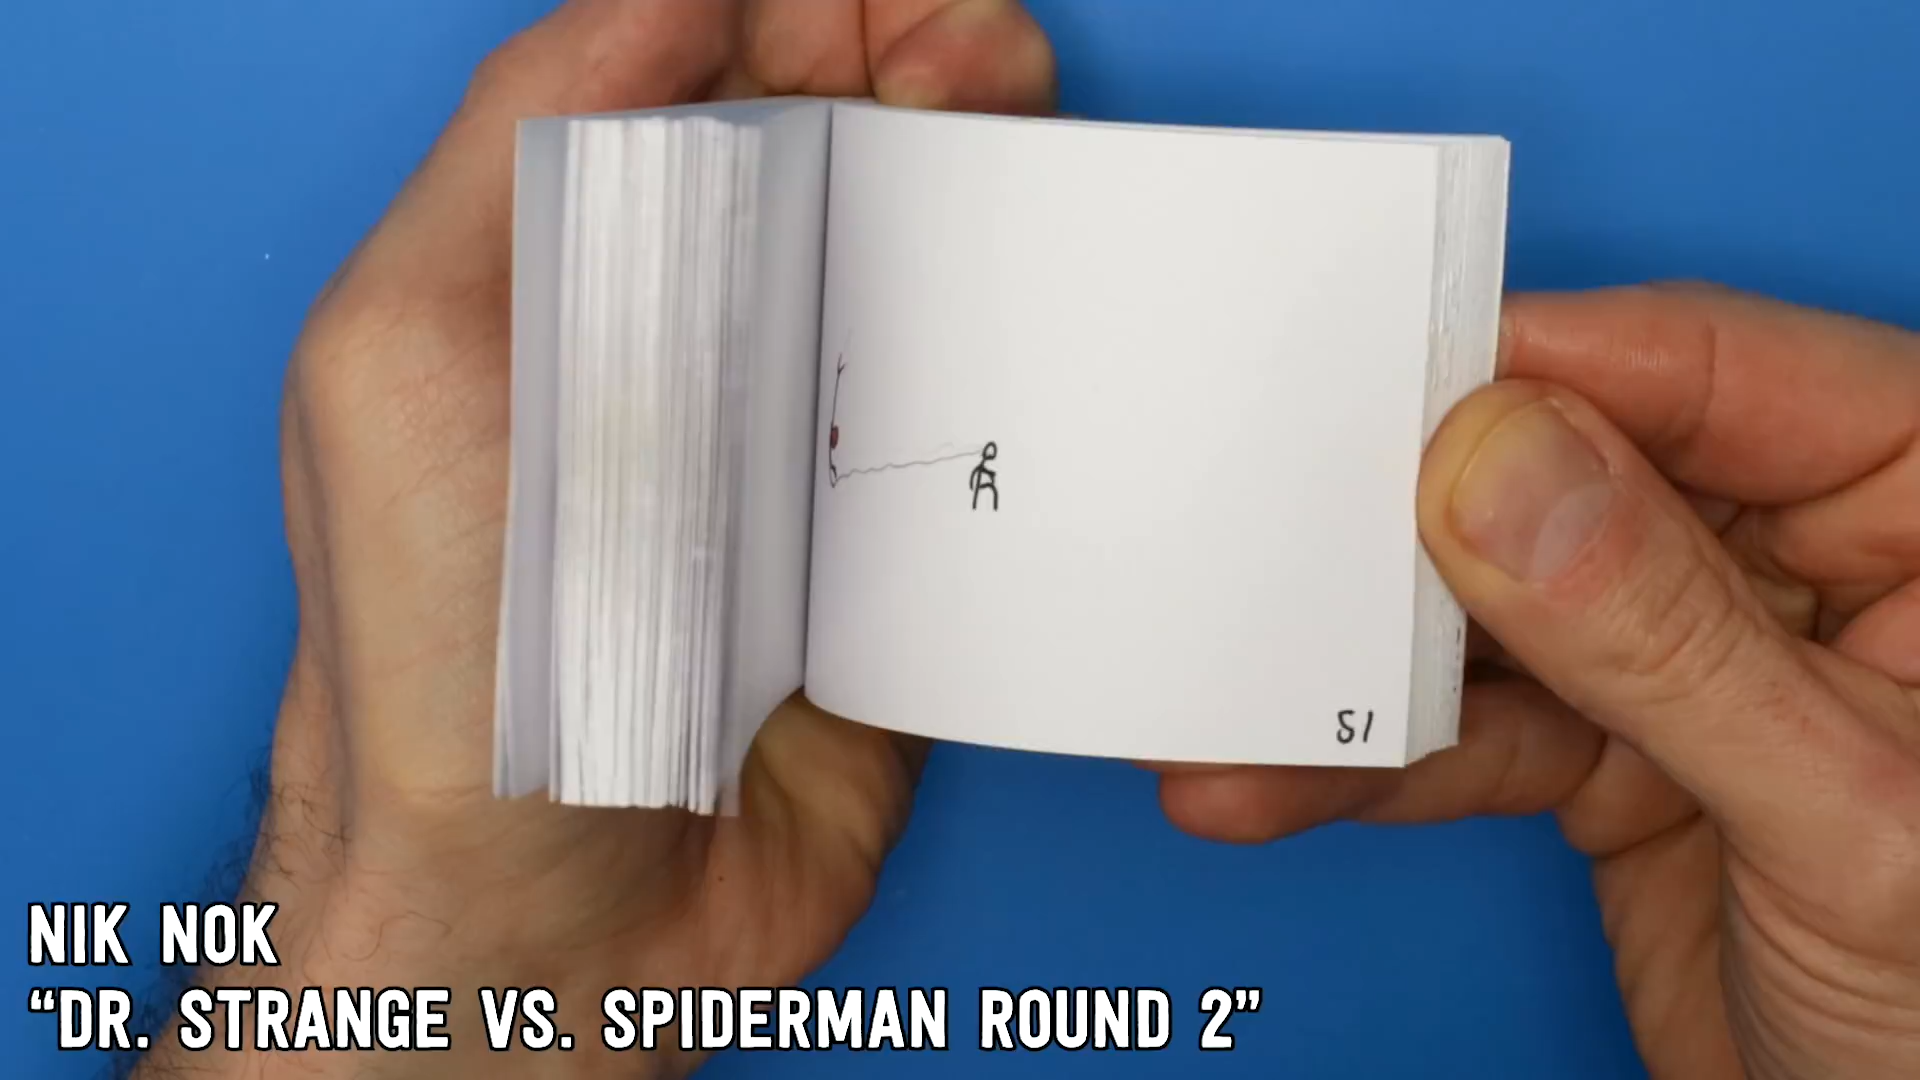 51
NIK NOK
“DR. STRANGE VS. SPIDERMAN ROUND 2”